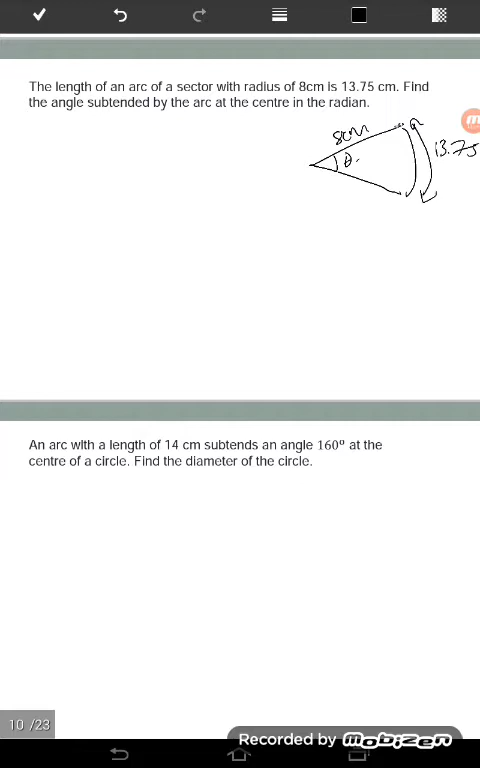 The length of an arc of a sector with radius of 8cm is 13.75 cm. Find
the angle subtended by the arc at the centre in the radian.
8cm
θ
13.75
An arc with a length of 14 cm subtends an angle 160° at the
centre of a circle. Find the diameter of the circle.
10 /23
Recorded by mobizen